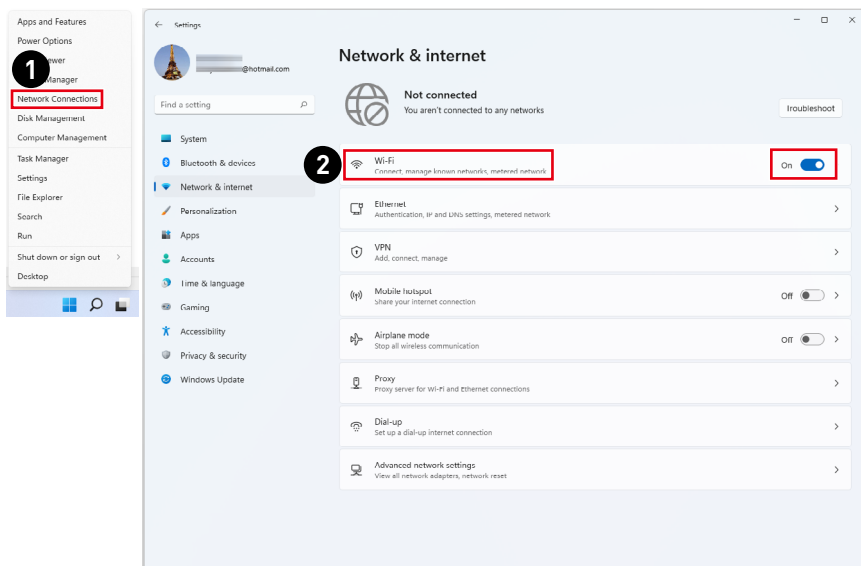 Apps and Features
Power Options
ewer
Manager
1
Network Connections
Disk Management
Computer Management
Task Manager
Settings
File Explorer
Search
Run
Shut down or sign out
Desktop
Settings
@hotmail.com
Find a setting
System
Bluetooth & devices
Network & internet
Personalization
Apps
Accounts
Time & language
Gaming
Accessibility
Privacy & security
Windows Update
Network & internet
Not connected
You aren't connected to any networks
Troubleshoot
2
Wi-Fi
Connect, manage known networks, metered network
On
Ethernet
Authentication, IP and DNS settings, metered network
VPN
Add, connect, manage
Mobile hotspot
Share your internet connection
Off
Airplane mode
Stop all wireless communication
Off
Proxy
Proxy server for Wi-Fi and Ethernet connections
Dial-up
Set up a dial-up internet connection
Advanced network settings
View all network adapters, network reset